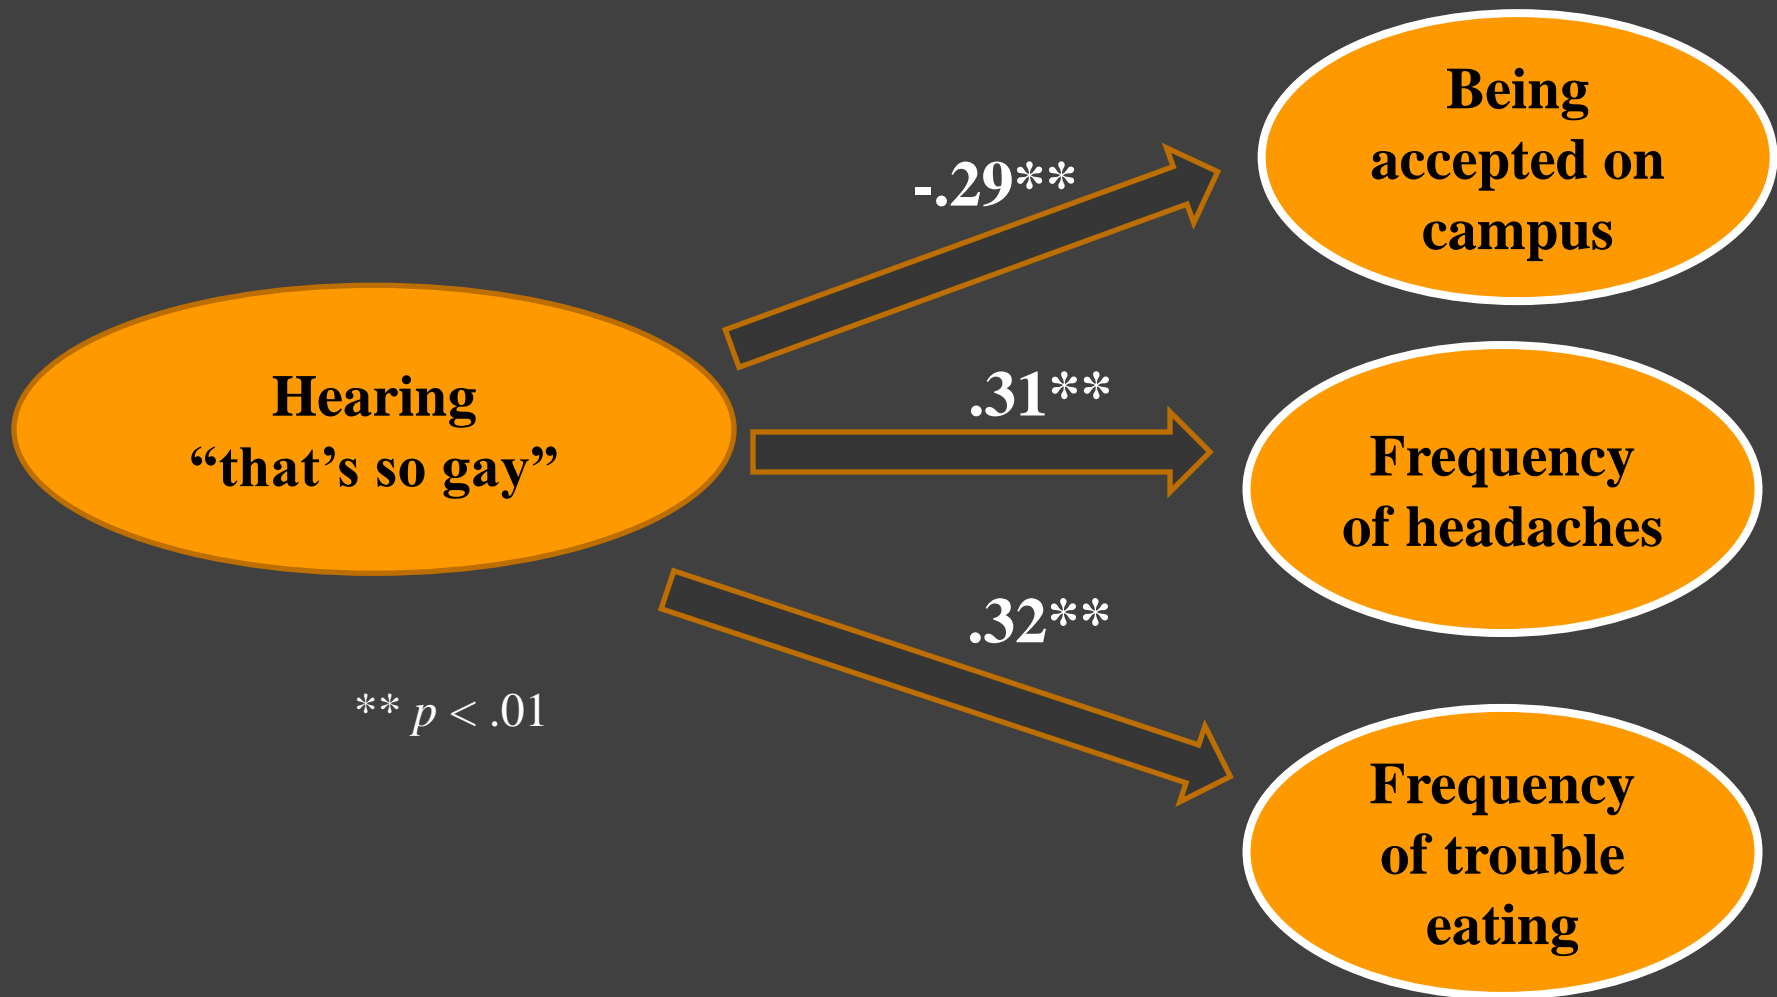 Being
accepted on
campus
-.29**
Hearing
“that’s so gay”
.31**
Frequency
of headaches
.32**
** p < .01
Frequency
of trouble
eating